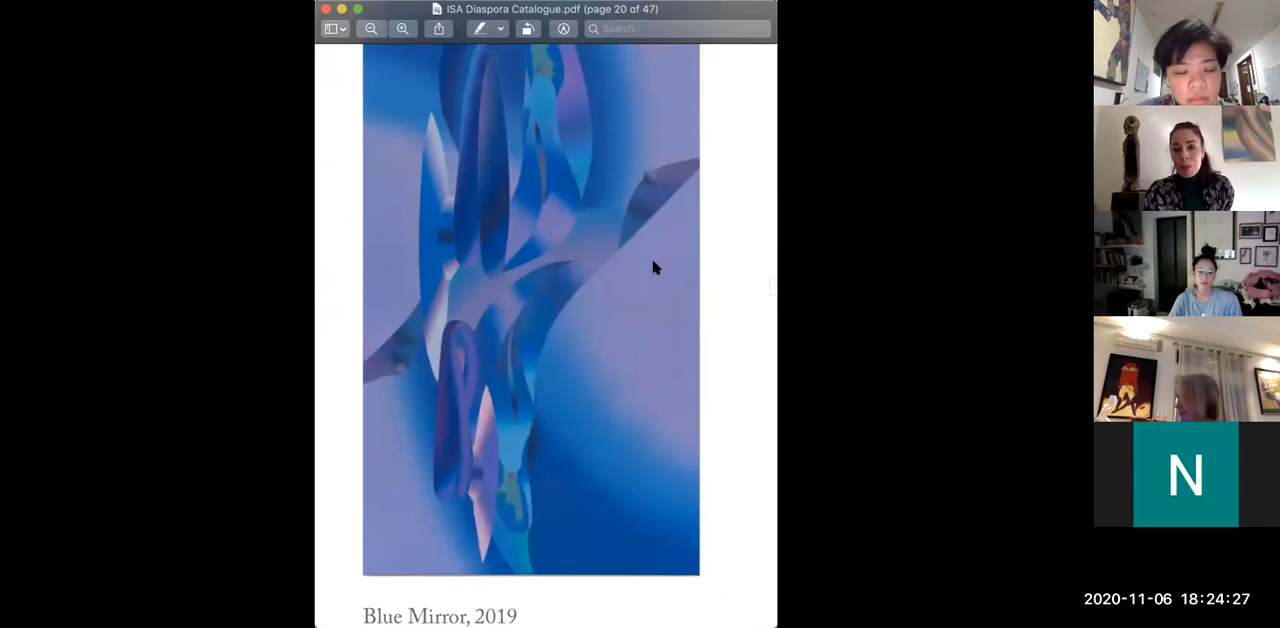 ISA Diaspora Catalogue.pdf (page 20 of 47)
Search
Blue Mirror, 2019
N
2020-11-06 18:24:27